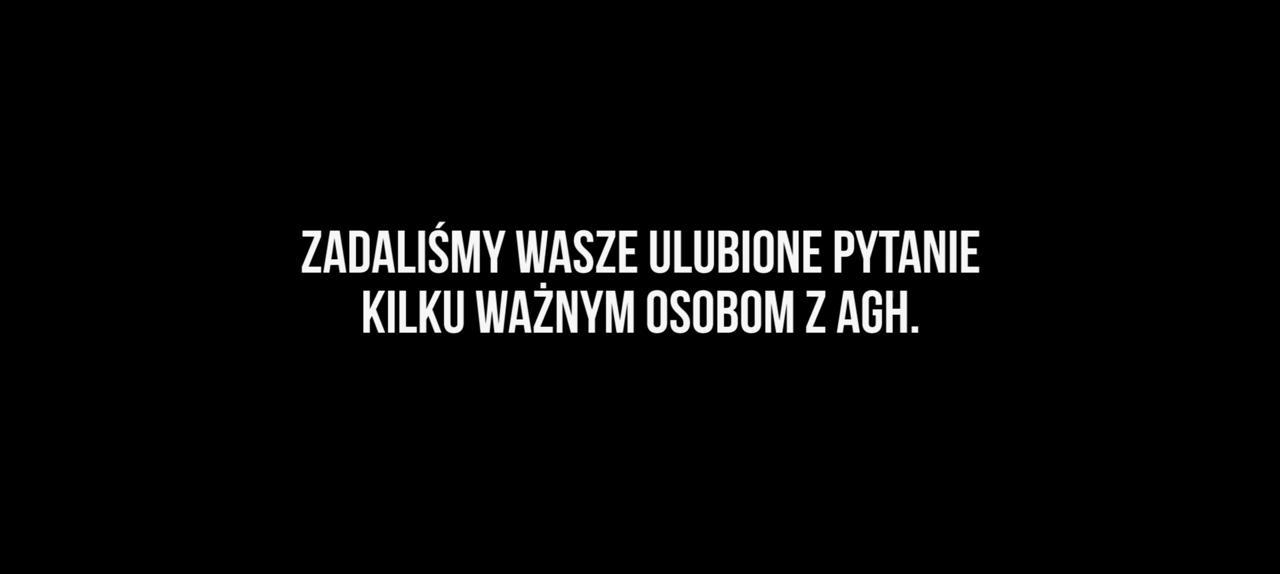 ZADALIŚMY WASZE ULUBIONE PYTANIE
KILKU WAŻNYM OSOBOM Z AGH.